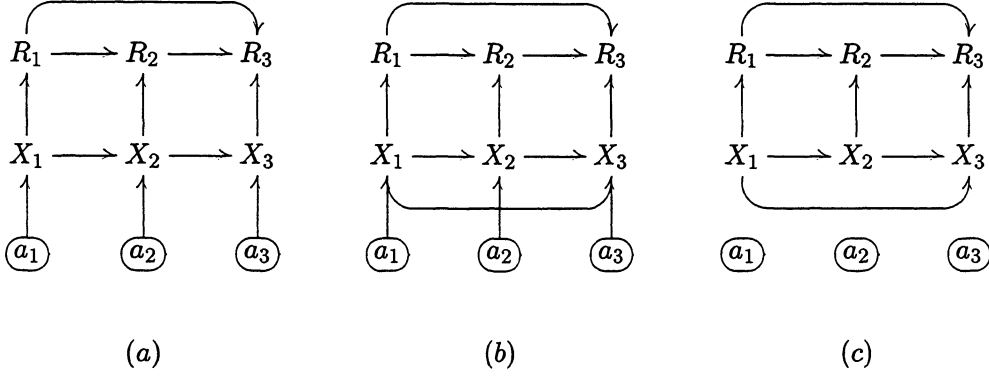 R₁ R₂ R₃ R₁ R₂ R₃ R₁ R₂ R₃
X₁ X₂ X₃ X₁ X₂ X₃ X₁ X₂ X₃
a₁ a₂ a₃ a₁ a₂ a₃ a₁ a₂ a₃
(a) (b) (c)